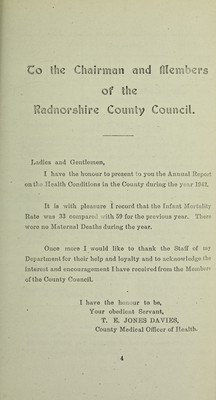 To the Chairman and Members
of the
Radnorshire County Council.
Ladies and Gentlemen,
I have the honour to present to you the Annual Report
on the Health Conditions in the County during the year 1942.
It is with pleasure I record that the Infant Mortality
Rate was 33 compared with 59 for the previous year. There
were no Maternal Deaths during the year.
Once more I would like to thank the Staff of my
Department for their help and loyalty and to acknowledge the
interest and encouragement I have received from the Members
of the County Council.
I have the honour to be,
Your obedient Servant,
T. E. JONES DAVIES,
County Medical Officer of Health.
4